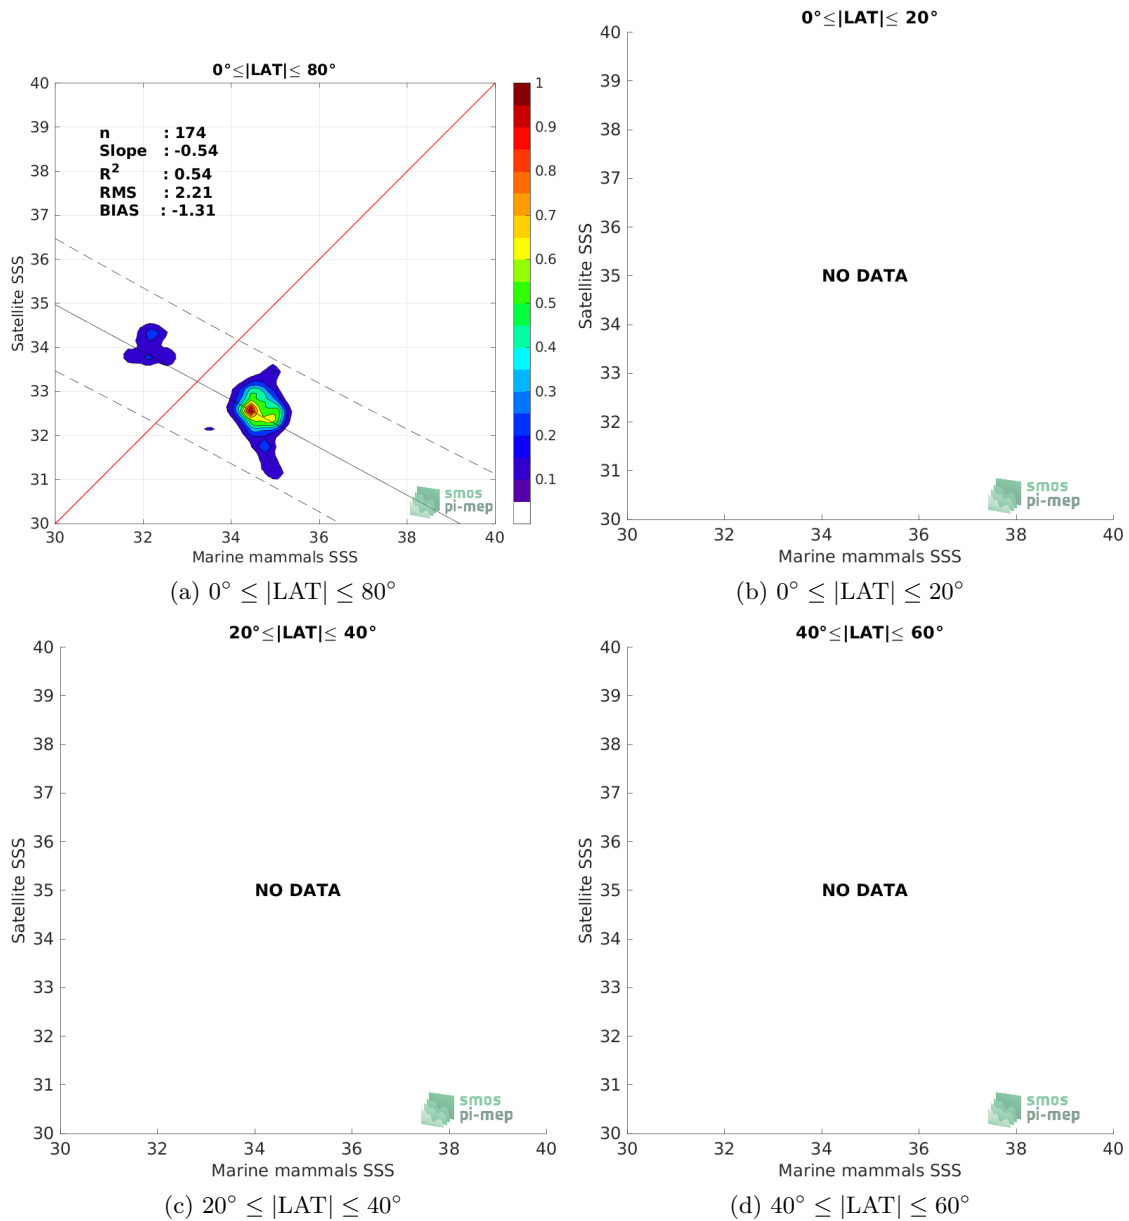 0°≤|LAT|≤ 80°
n : 174
Slope : -0.54
R² : 0.54
RMS : 2.21
BIAS : -1.31
40
39
38
37
36
35
34
33
32
31
30
Satellite SSS
30 32 34 36 38 40
Marine mammals SSS
1
0.9
0.8
0.7
0.6
0.5
0.4
0.3
0.2
0.1
smos
pi-mep
(a) 0° ≤ |LAT| ≤ 80°
0°≤|LAT|≤ 20°
40
39
38
37
36
35
34
33
32
31
30
Satellite SSS
NO DATA
smos
pi-mep
30 32 34 36 38 40
Marine mammals SSS
(b) 0° ≤ |LAT| ≤ 20°
20°≤|LAT|≤ 40°
40
39
38
37
36
35
34
33
32
31
30
Satellite SSS
NO DATA
smos
pi-mep
30 32 34 36 38 40
Marine mammals SSS
(c) 20° ≤ |LAT| ≤ 40°
40°≤|LAT|≤ 60°
40
39
38
37
36
35
34
33
32
31
30
Satellite SSS
NO DATA
smos
pi-mep
30 32 34 36 38 40
Marine mammals SSS
(d) 40° ≤ |LAT| ≤ 60°